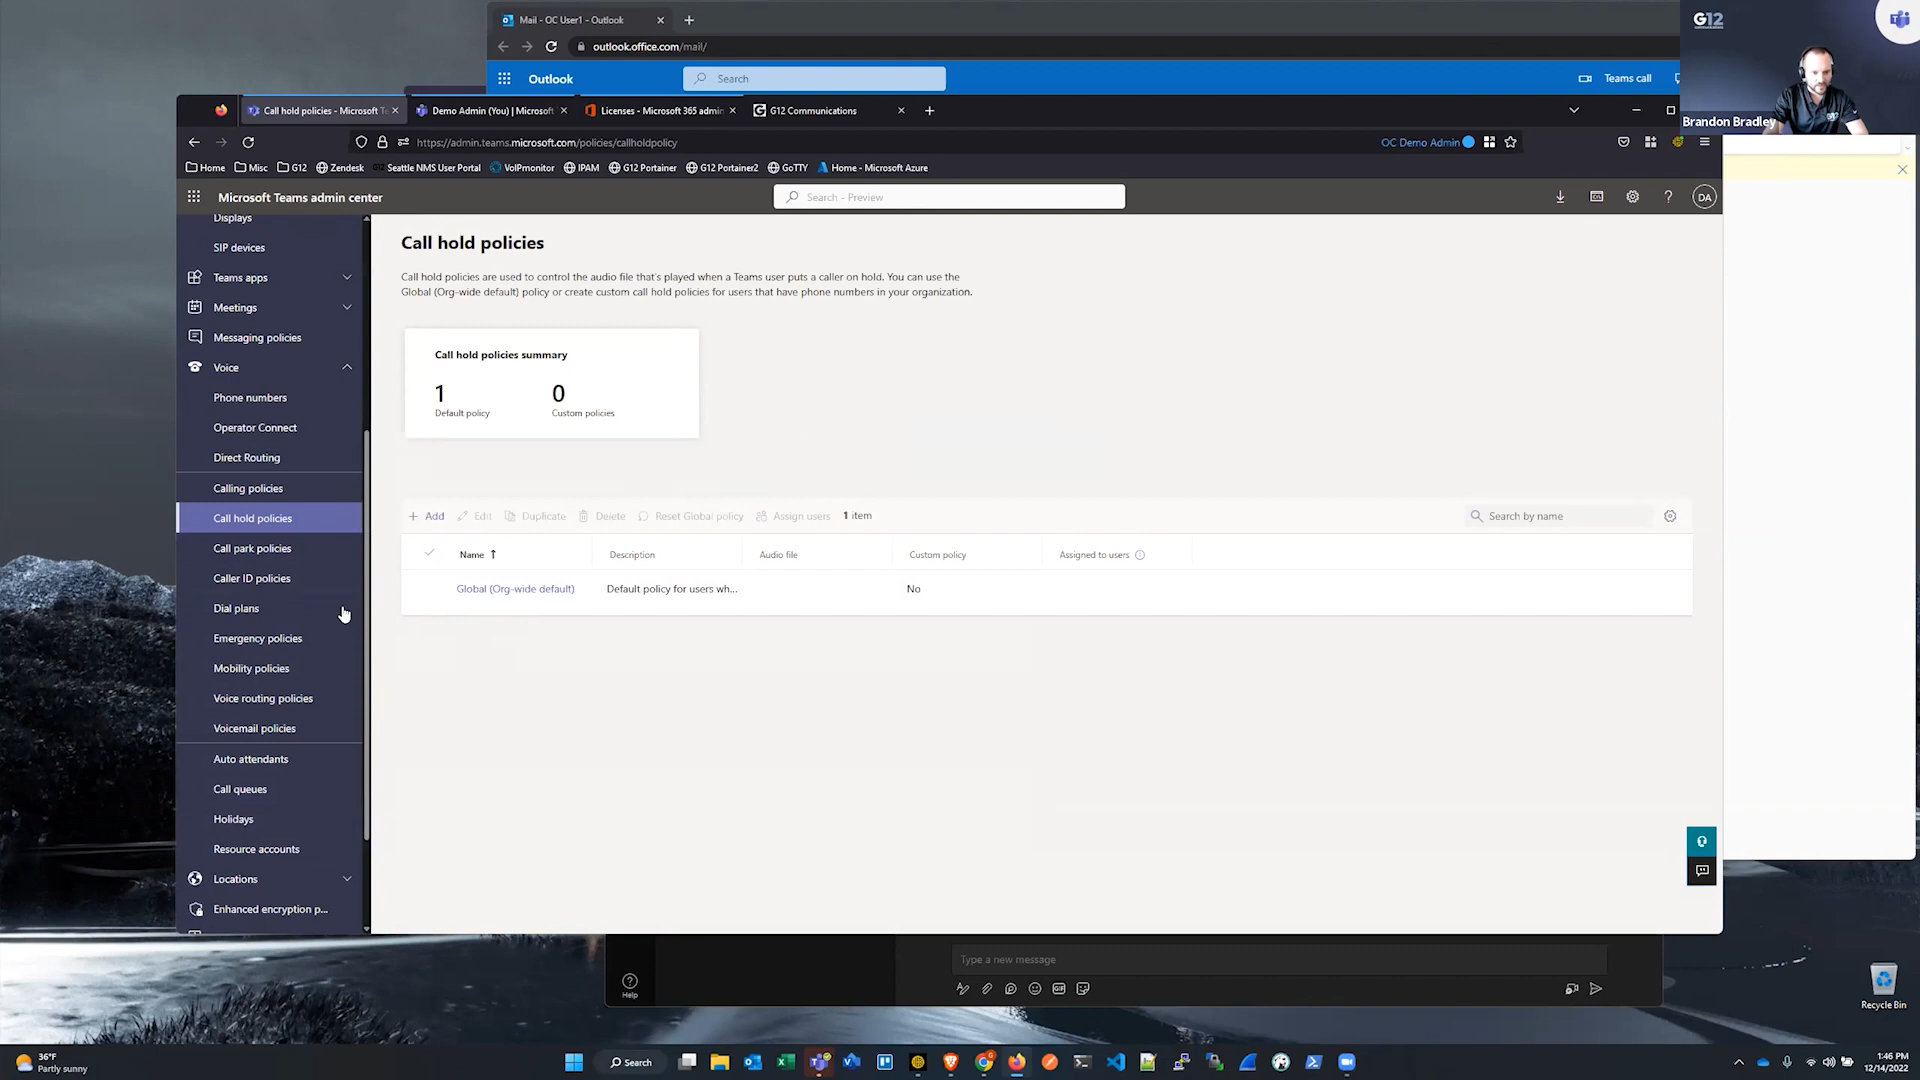 Mail - OC User1 - Outlook
outlook.office.com/mail/
Outlook
Search
Teams call
G12
Brandon Bradley
Call hold policies - Microsoft Te
Demo Admin (You) | Microsoft
Licenses - Microsoft 365 admin
G12 Communications
https://admin.teams.microsoft.com/policies/callholdpolicy
OC Demo Admin
Home
Misc
G12
Zendesk
Seattle NMS User Portal
VoIPmonitor
IPAM
G12 Portainer
G12 Portainer2
GoTTY
Home - Microsoft Azure
Microsoft Teams admin center
Search - Preview
DA
Displays
SIP devices
Teams apps
Meetings
Messaging policies
Voice
Phone numbers
Operator Connect
Direct Routing
Calling policies
Call hold policies
Call park policies
Caller ID policies
Dial plans
Emergency policies
Mobility policies
Voice routing policies
Voicemail policies
Auto attendants
Call queues
Holidays
Resource accounts
Locations
Enhanced encryption p...
Call hold policies
Call hold policies are used to control the audio file that's played when a Teams user puts a caller on hold. You can use the
Global (Org-wide default) policy or create custom call hold policies for users that have phone numbers in your organization.
Call hold policies summary
1
0
Default policy
Custom policies
Add
Edit
Duplicate
Delete
Reset Global policy
Assign users
1 item
Search by name
Name
Description
Audio file
Custom policy
Assigned to users
Global (Org-wide default)
Default policy for users wh...
No
Type a new message
Help
GIF
Recycle Bin
36°F
Partly sunny
Search
1:46 PM
12/14/2022